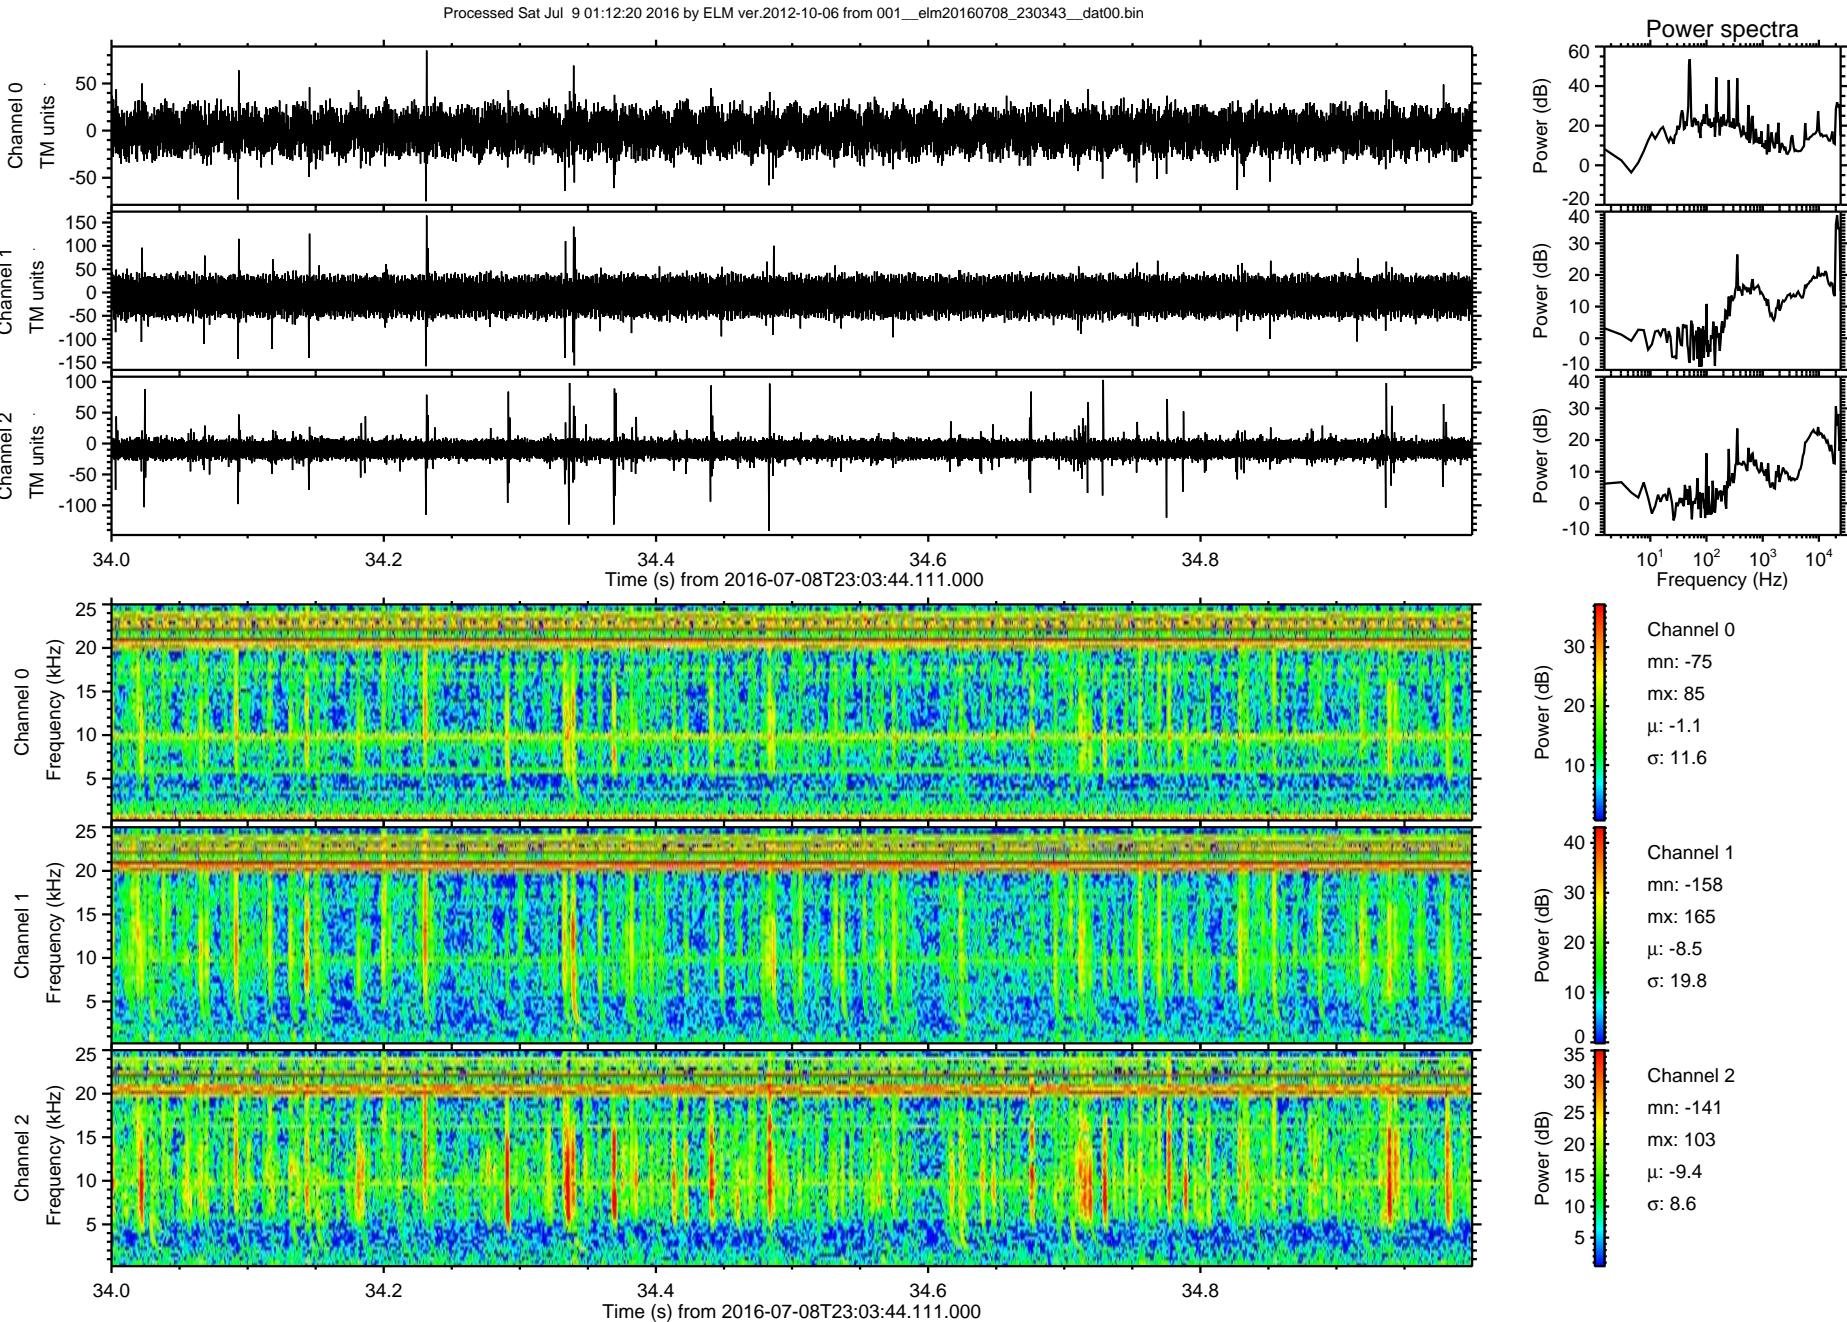 Processed Sat Jul 9 01:12:20 2016 by ELM ver.2012-10-06 from 001__elm20160708_230343__dat00.bin
Power spectra
Channel 0
TM units
50
0
-50
Power (dB)
60
40
20
0
-20
Channel 1
TM units
150
100
50
0
-50
-100
-150
Power (dB)
40
30
20
10
0
-10
Channel 2
TM units
100
50
0
-50
-100
Power (dB)
40
30
20
10
0
-10
34.0 34.2 34.4 34.6 34.8
Time (s) from 2016-07-08T23:03:44.111.000
10^1 10^2 10^3 10^4
Frequency (Hz)
Channel 0
Frequency (kHz)
25
20
15
10
5
Power (dB)
30
20
10
Channel 0
mn: -75
mx: 85
μ: -1.1
σ: 11.6
Channel 1
Frequency (kHz)
25
20
15
10
5
Power (dB)
40
30
20
10
0
Channel 1
mn: -158
mx: 165
μ: -8.5
σ: 19.8
Channel 2
Frequency (kHz)
25
20
15
10
5
Power (dB)
35
30
25
20
15
10
5
Channel 2
mn: -141
mx: 103
μ: -9.4
σ: 8.6
34.0 34.2 34.4 34.6 34.8
Time (s) from 2016-07-08T23:03:44.111.000